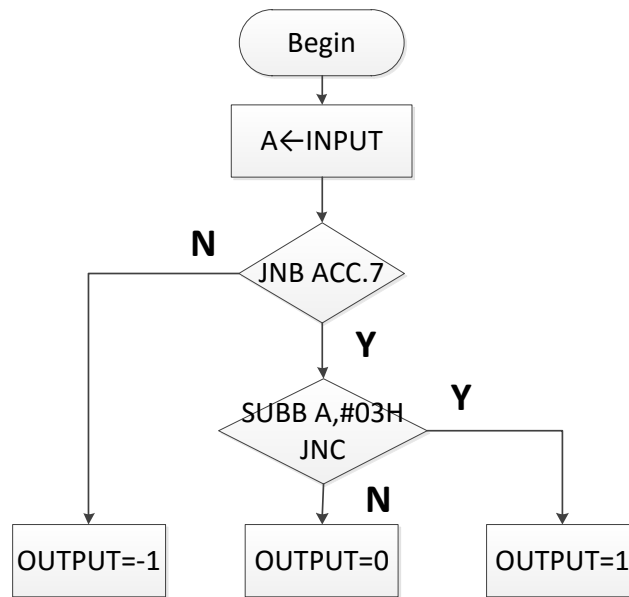 Begin
A←INPUT
N
JNB ACC.7
Y
SUBB A,#03H
JNC
Y
N
OUTPUT=-1
OUTPUT=0
OUTPUT=1